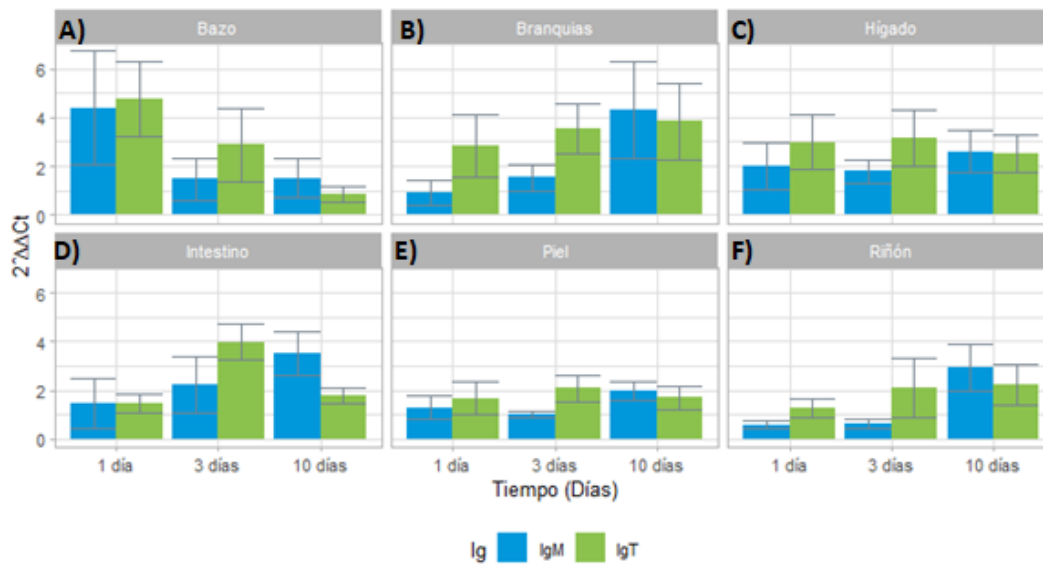 A) Bazo B) Branquias C) Hígado
6
4
2
0
D) Intestino E) Piel F) Riñón
6
4
2
0
2^ΔΔCt
1 día 3 días 10 días 1 día 3 días 10 días 1 día 3 días 10 días
Tiempo (Días)
Ig IgM IgT